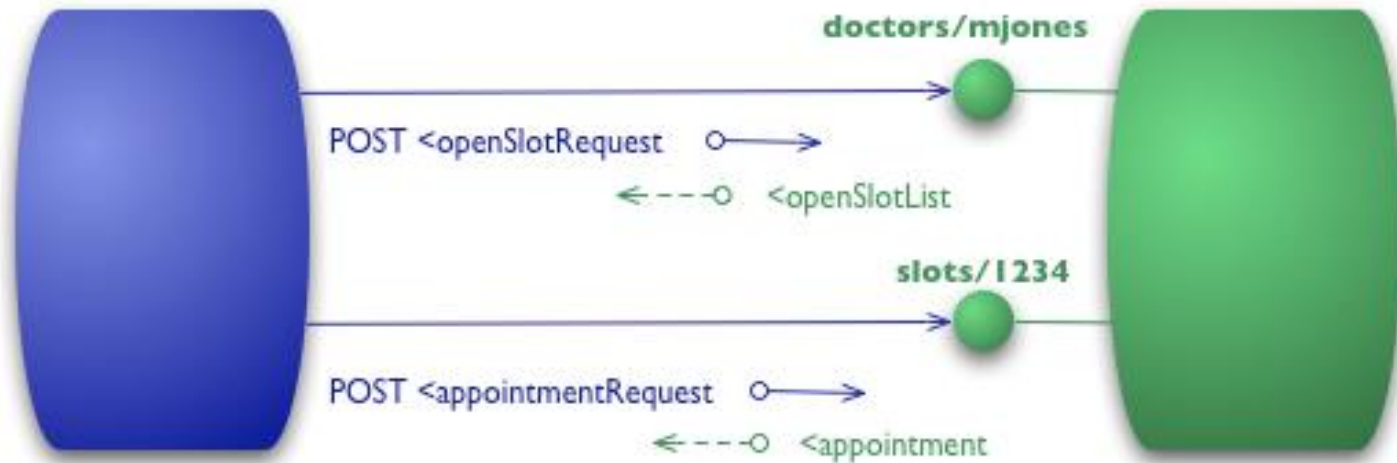 doctors/mjones
POST <openSlotRequest
<openSlotList
slots/1234
POST <appointmentRequest
<appointment